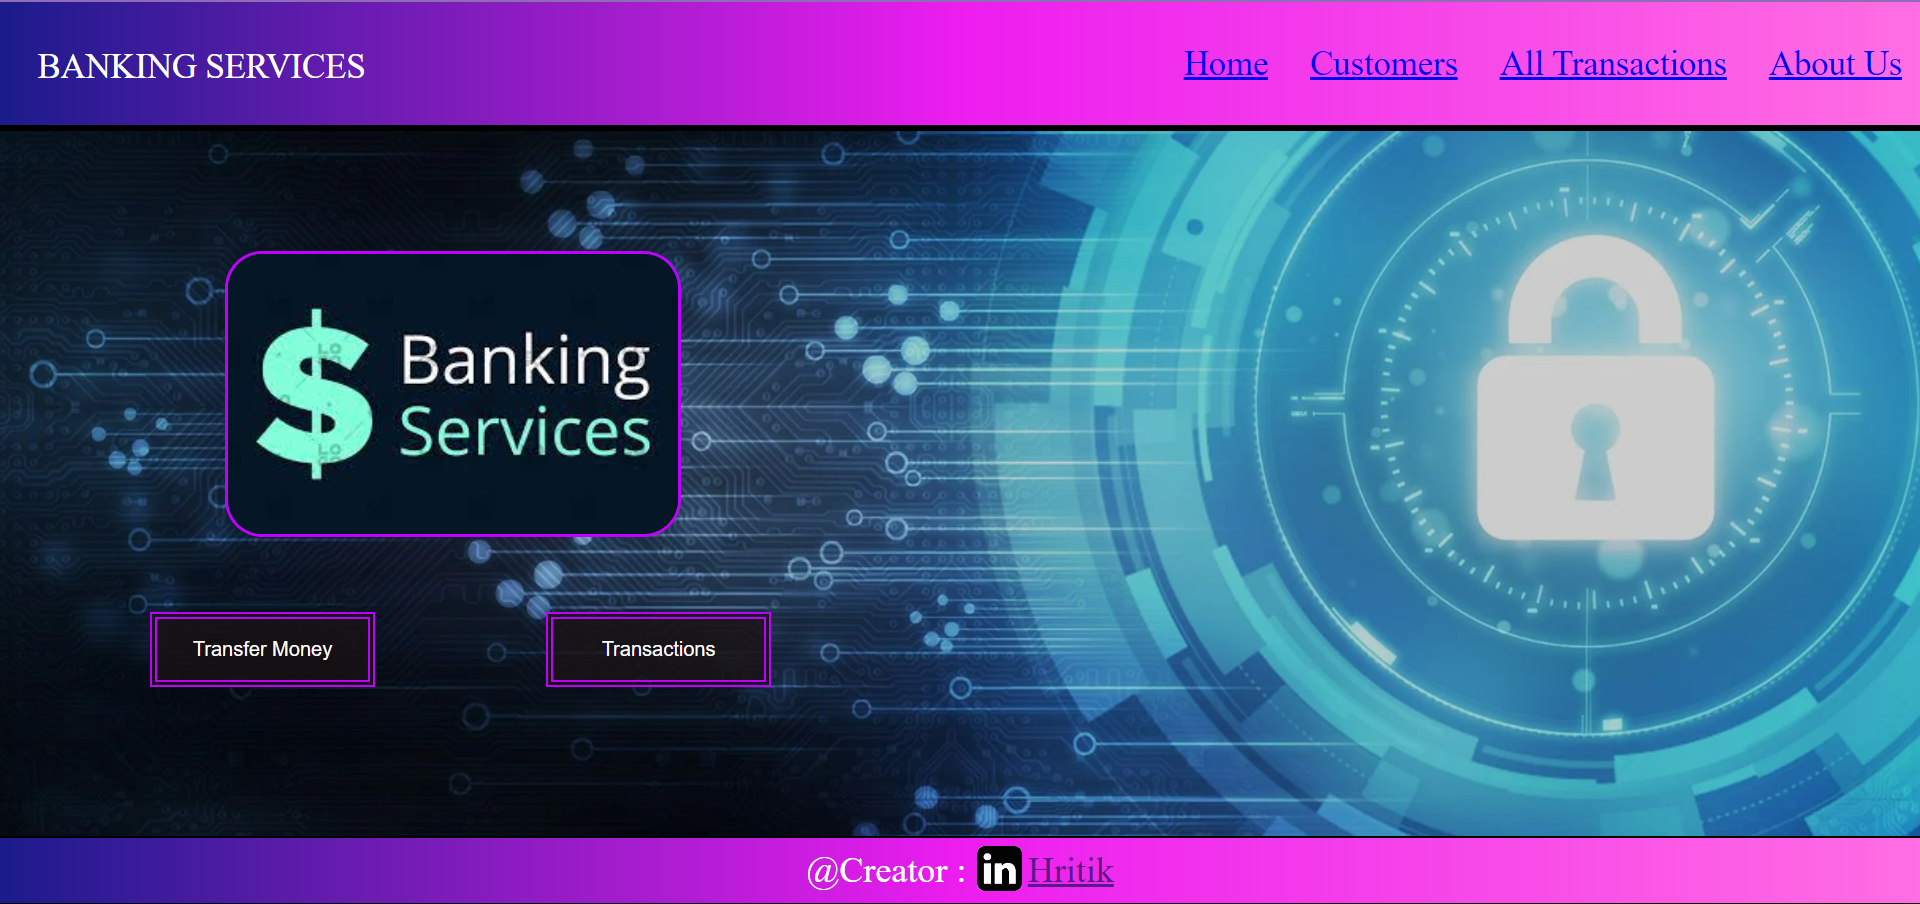 BANKING SERVICES
Home Customers All Transactions About Us
Banking
Services
Transfer Money Transactions
@Creator : in Hritik